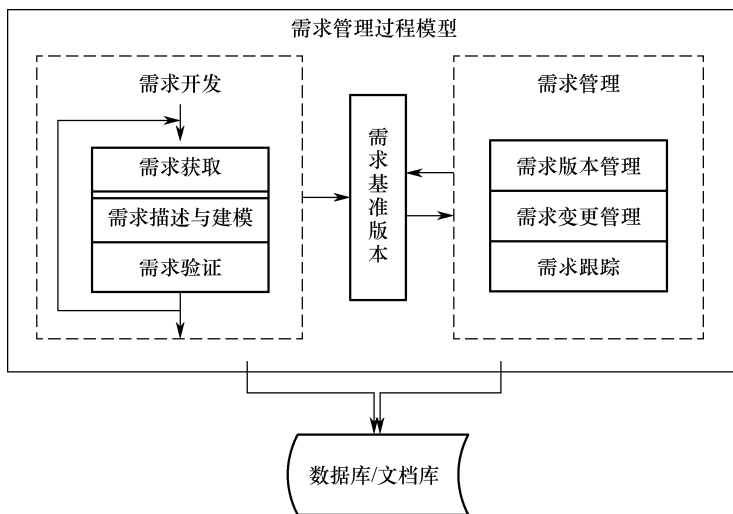 需求管理过程模型
需求开发
需求获取
需求描述与建模
需求验证
需求基准版本
需求管理
需求版本管理
需求变更管理
需求跟踪
数据库/文档库